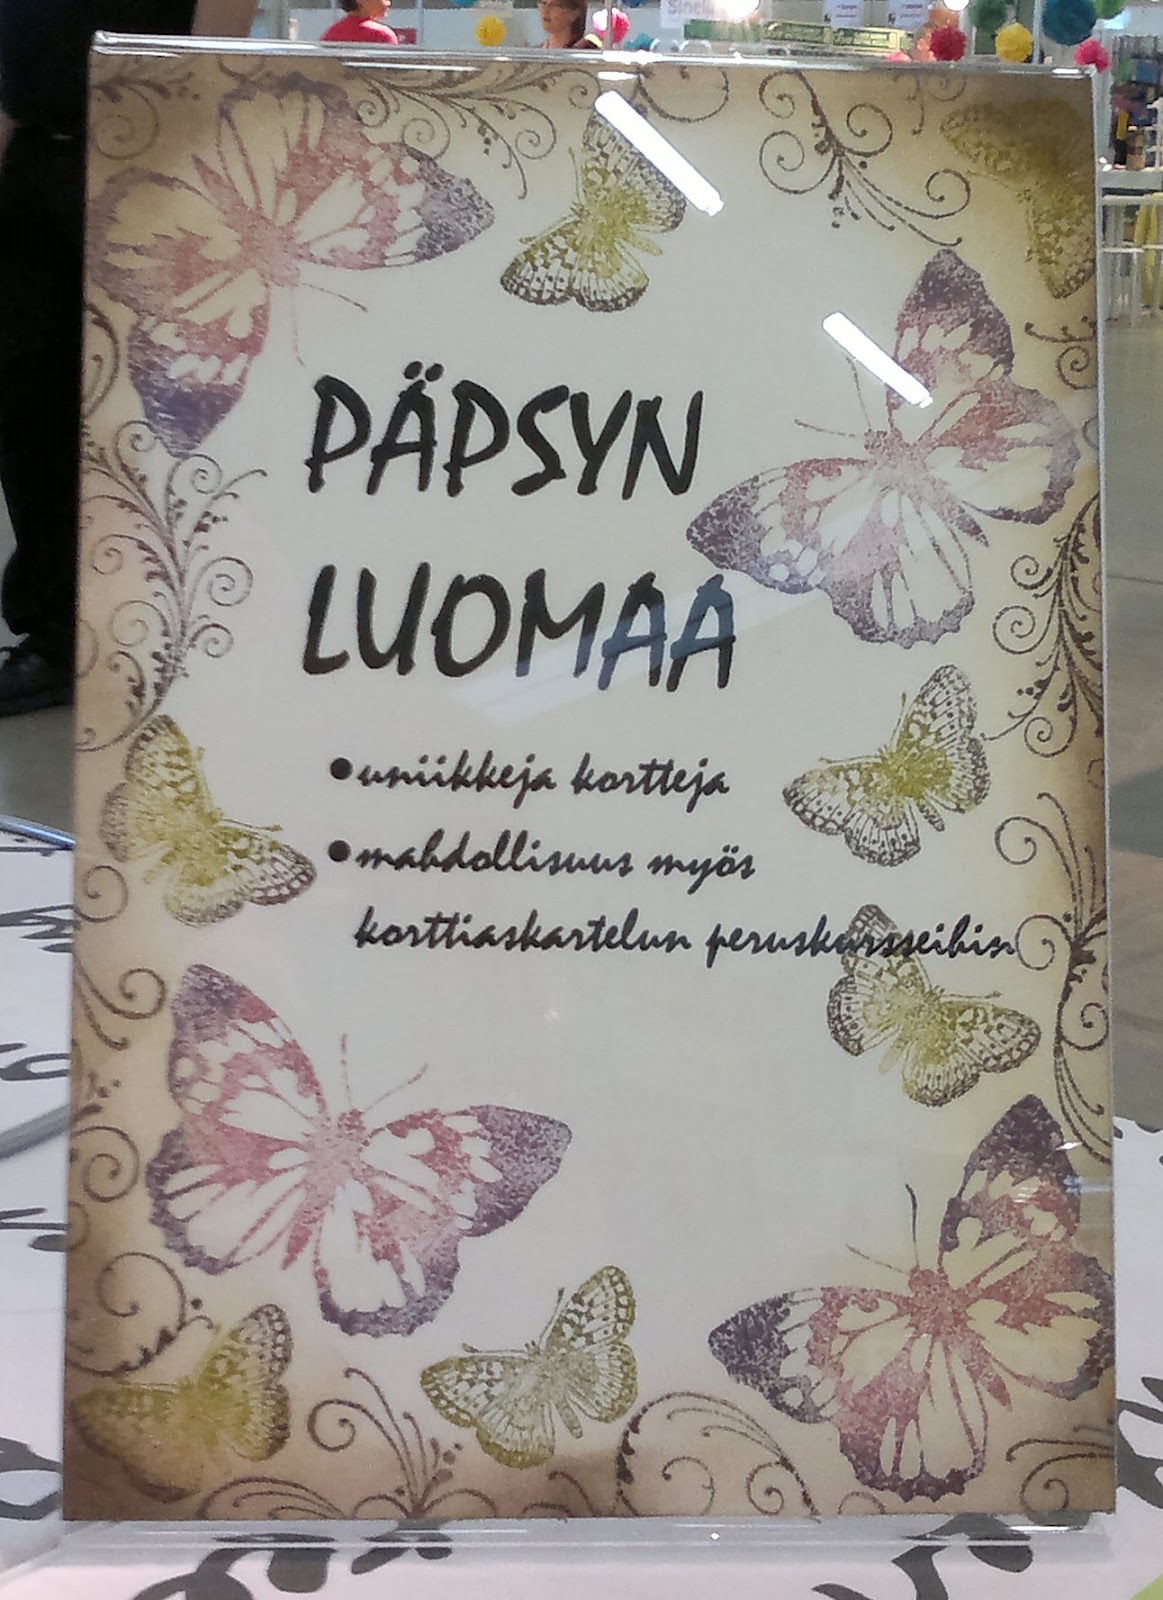 PÄPSYN
LUOMAA
•uniikkeja kortteja
•mahdollisuus myös
korttiaskartelun peruskursseihin